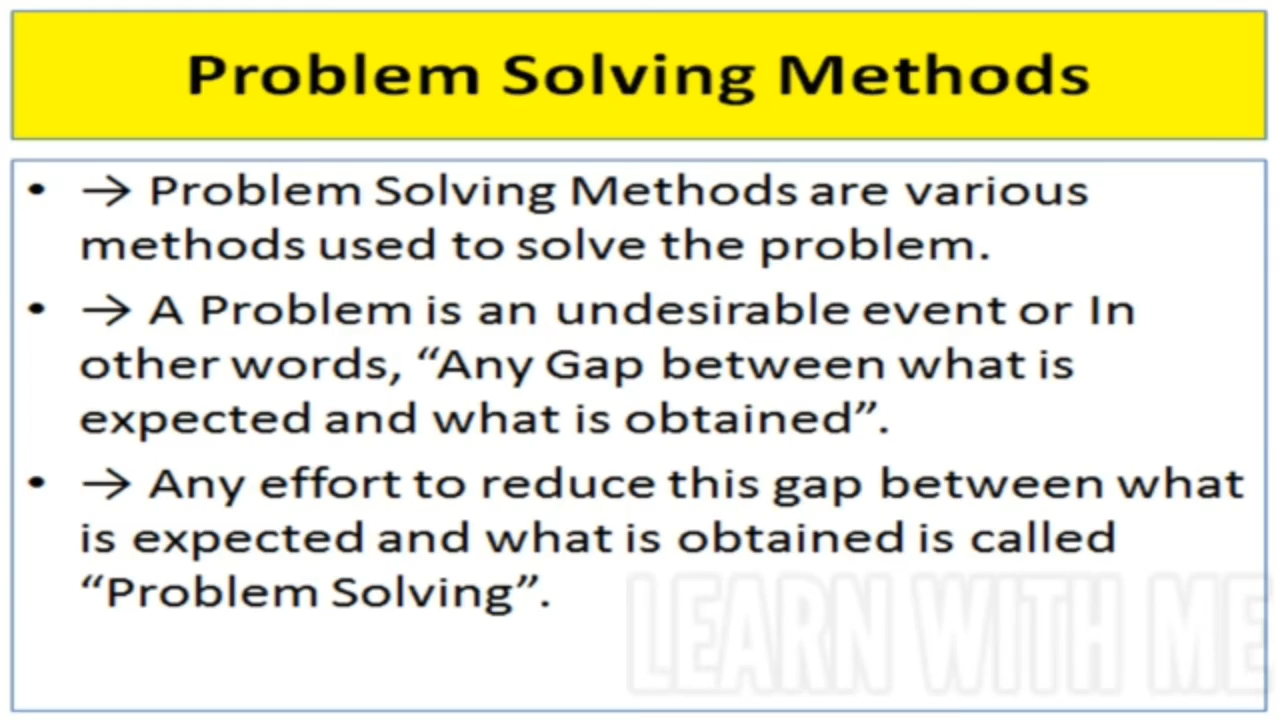 Problem Solving Methods
• → Problem Solving Methods are various
methods used to solve the problem.
• → A Problem is an undesirable event or In
other words, “Any Gap between what is
expected and what is obtained”.
• → Any effort to reduce this gap between what
is expected and what is obtained is called
“Problem Solving”.
LEARN WITH ME